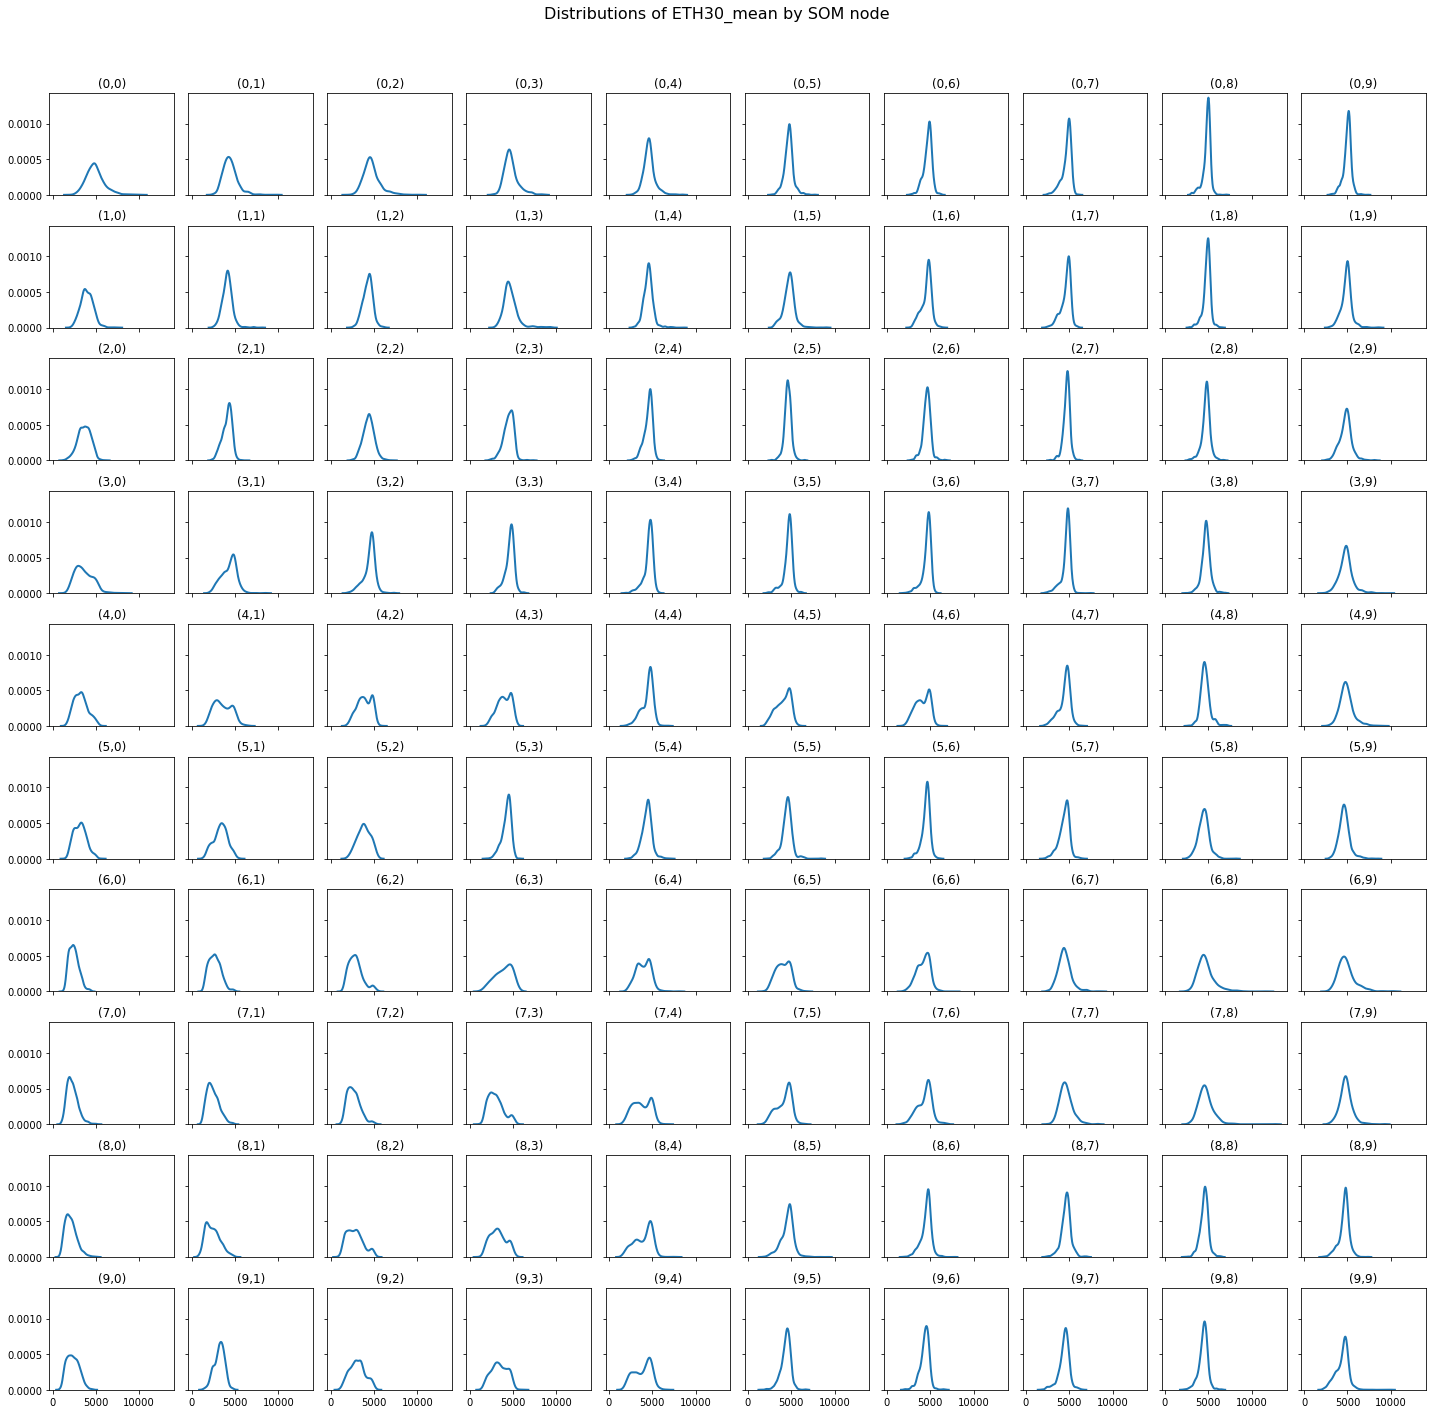 Distributions of ETH30_mean by SOM node
(0,0) (0,1) (0,2) (0,3) (0,4) (0,5) (0,6) (0,7) (0,8) (0,9)
0.0010
0.0005
0.0000
(1,0) (1,1) (1,2) (1,3) (1,4) (1,5) (1,6) (1,7) (1,8) (1,9)
0.0010
0.0005
0.0000
(2,0) (2,1) (2,2) (2,3) (2,4) (2,5) (2,6) (2,7) (2,8) (2,9)
0.0010
0.0005
0.0000
(3,0) (3,1) (3,2) (3,3) (3,4) (3,5) (3,6) (3,7) (3,8) (3,9)
0.0010
0.0005
0.0000
(4,0) (4,1) (4,2) (4,3) (4,4) (4,5) (4,6) (4,7) (4,8) (4,9)
0.0010
0.0005
0.0000
(5,0) (5,1) (5,2) (5,3) (5,4) (5,5) (5,6) (5,7) (5,8) (5,9)
0.0010
0.0005
0.0000
(6,0) (6,1) (6,2) (6,3) (6,4) (6,5) (6,6) (6,7) (6,8) (6,9)
0.0010
0.0005
0.0000
(7,0) (7,1) (7,2) (7,3) (7,4) (7,5) (7,6) (7,7) (7,8) (7,9)
0.0010
0.0005
0.0000
(8,0) (8,1) (8,2) (8,3) (8,4) (8,5) (8,6) (8,7) (8,8) (8,9)
0.0010
0.0005
0.0000
(9,0) (9,1) (9,2) (9,3) (9,4) (9,5) (9,6) (9,7) (9,8) (9,9)
0.0010
0.0005
0.0000
0 5000 10000 0 5000 10000 0 5000 10000 0 5000 10000 0 5000 10000 0 5000 10000 0 5000 10000 0 5000 10000 0 5000 10000 0 5000 10000